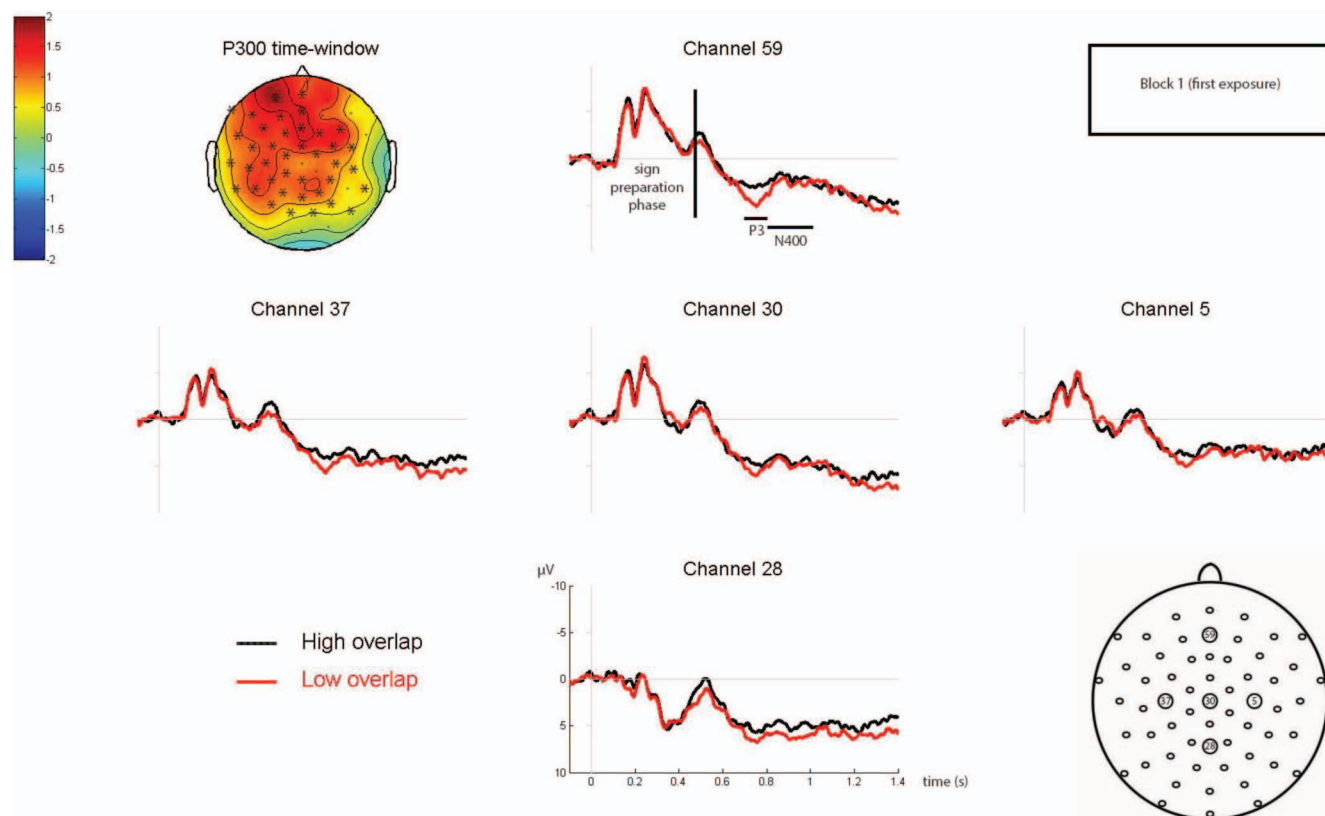 P300 time-window
2
1.5
1
0.5
0
-0.5
-1
-1.5
-2
Channel 59
sign
preparation
phase
P3
N400
Block 1 (first exposure)
Channel 37
Channel 30
Channel 5
High overlap
Low overlap
Channel 28
µV
-10
-5
0
5
10
0 0.2 0.4 0.6 0.8 1 1.2 1.4 time (s)
59
37 30 5
28